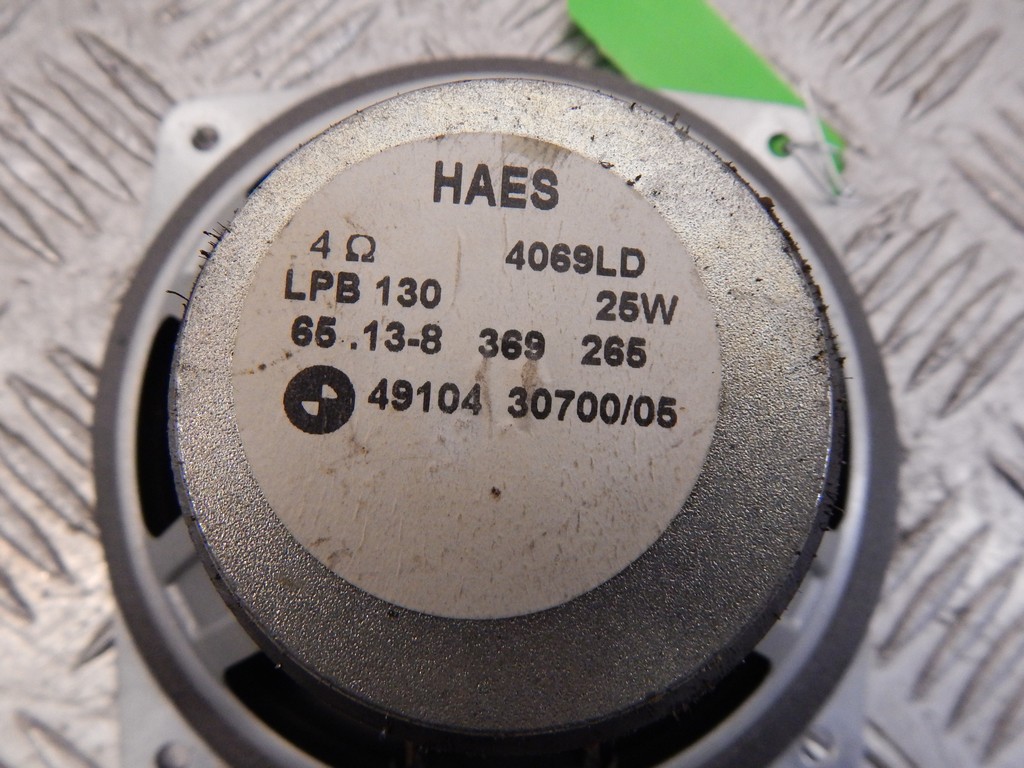 HAES
4 Ω 4069LD
LPB 130 25W
65 .13-8 369 265
49104 30700/05